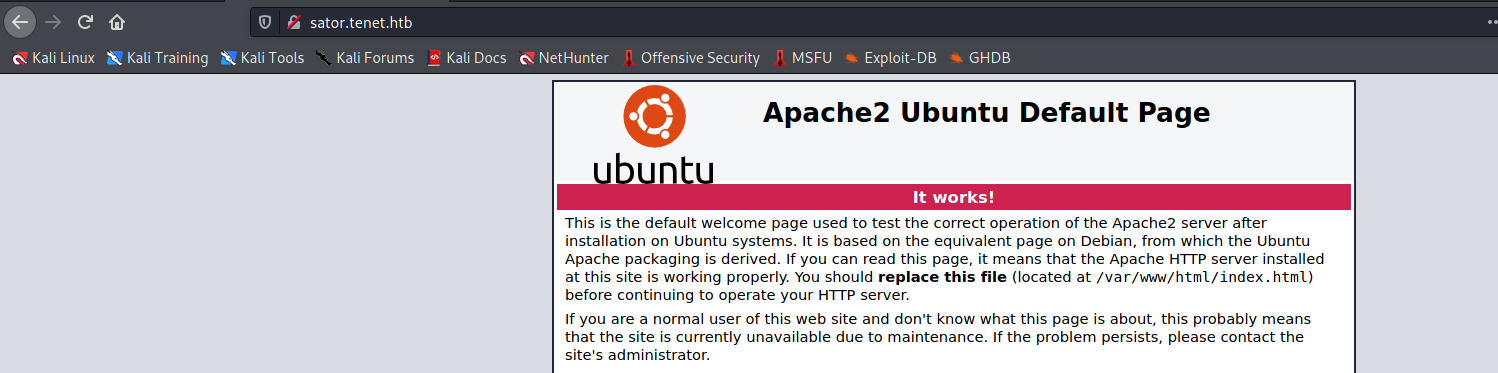 sator.tenet.htb
Kali Linux Kali Training Kali Tools Kali Forums Kali Docs NetHunter Offensive Security MSFU Exploit-DB GHDB
Apache2 Ubuntu Default Page
ubuntu
It works!
This is the default welcome page used to test the correct operation of the Apache2 server after
installation on Ubuntu systems. It is based on the equivalent page on Debian, from which the Ubuntu
Apache packaging is derived. If you can read this page, it means that the Apache HTTP server installed
at this site is working properly. You should replace this file (located at /var/www/html/index.html)
before continuing to operate your HTTP server.
If you are a normal user of this web site and don't know what this page is about, this probably means
that the site is currently unavailable due to maintenance. If the problem persists, please contact the
site's administrator.